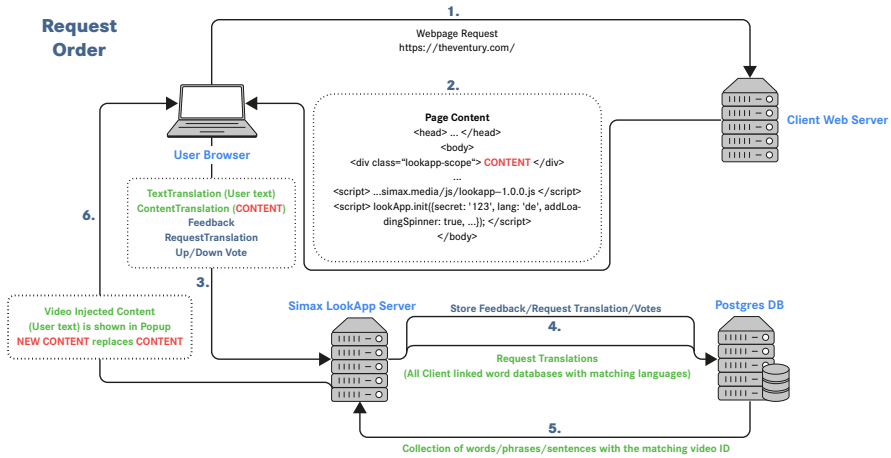 Request
Order
1.
Webpage Request
https://theventury.com/
Client Web Server
2.
Page Content
<head> ... </head>
<body>
<div class=“lookapp-scope“> CONTENT </div>
...
<script> ...simax.media/js/lookapp–1.0.0.js </script>
<script> lookApp.init({secret: '123', lang: 'de', addLoa-
dingSpinner: true, ...}); </script>
</body>
User Browser
TextTranslation (User text)
ContentTranslation (CONTENT)
Feedback
RequestTranslation
Up/Down Vote
6.
3.
Video Injected Content
(User text) is shown in Popup
NEW CONTENT replaces CONTENT
Simax LookApp Server
Store Feedback/Request Translation/Votes
4.
Request Translations
(All Client linked word databases with matching languages)
Postgres DB
5.
Collection of words/phrases/sentences with the matching video ID